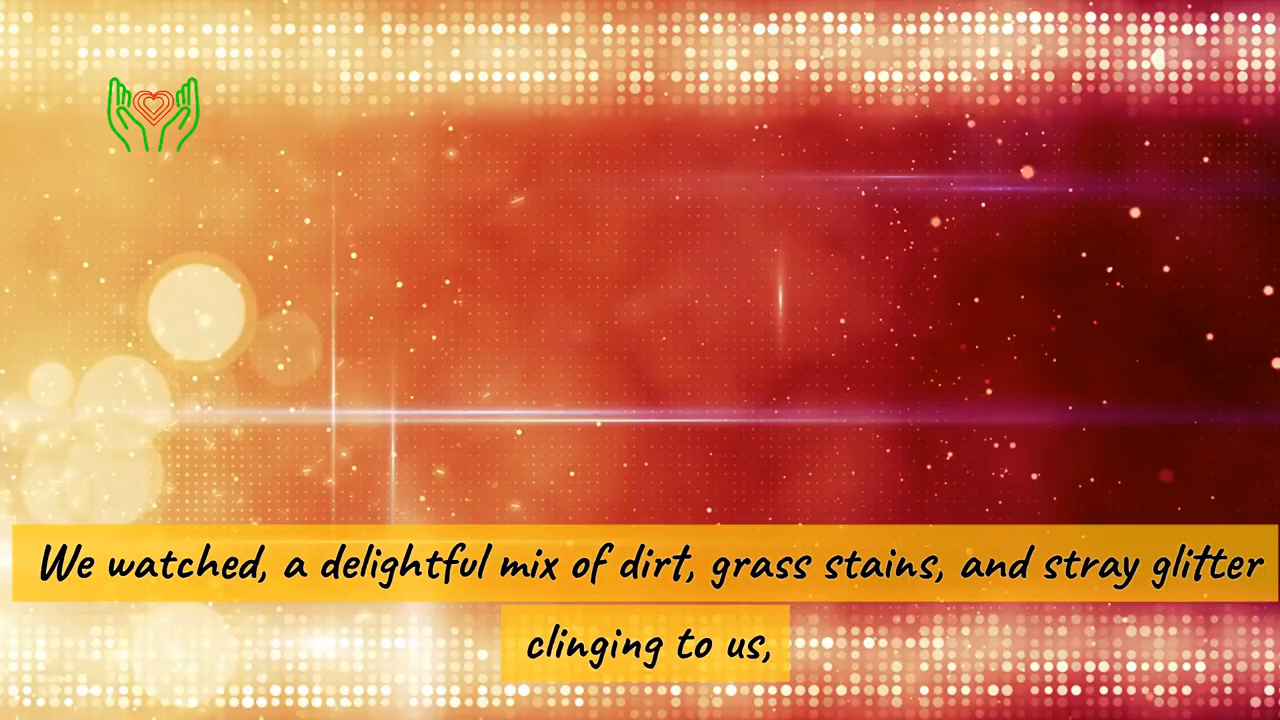 We watched, a delightful mix of dirt, grass stains, and stray glitter
clinging to us,